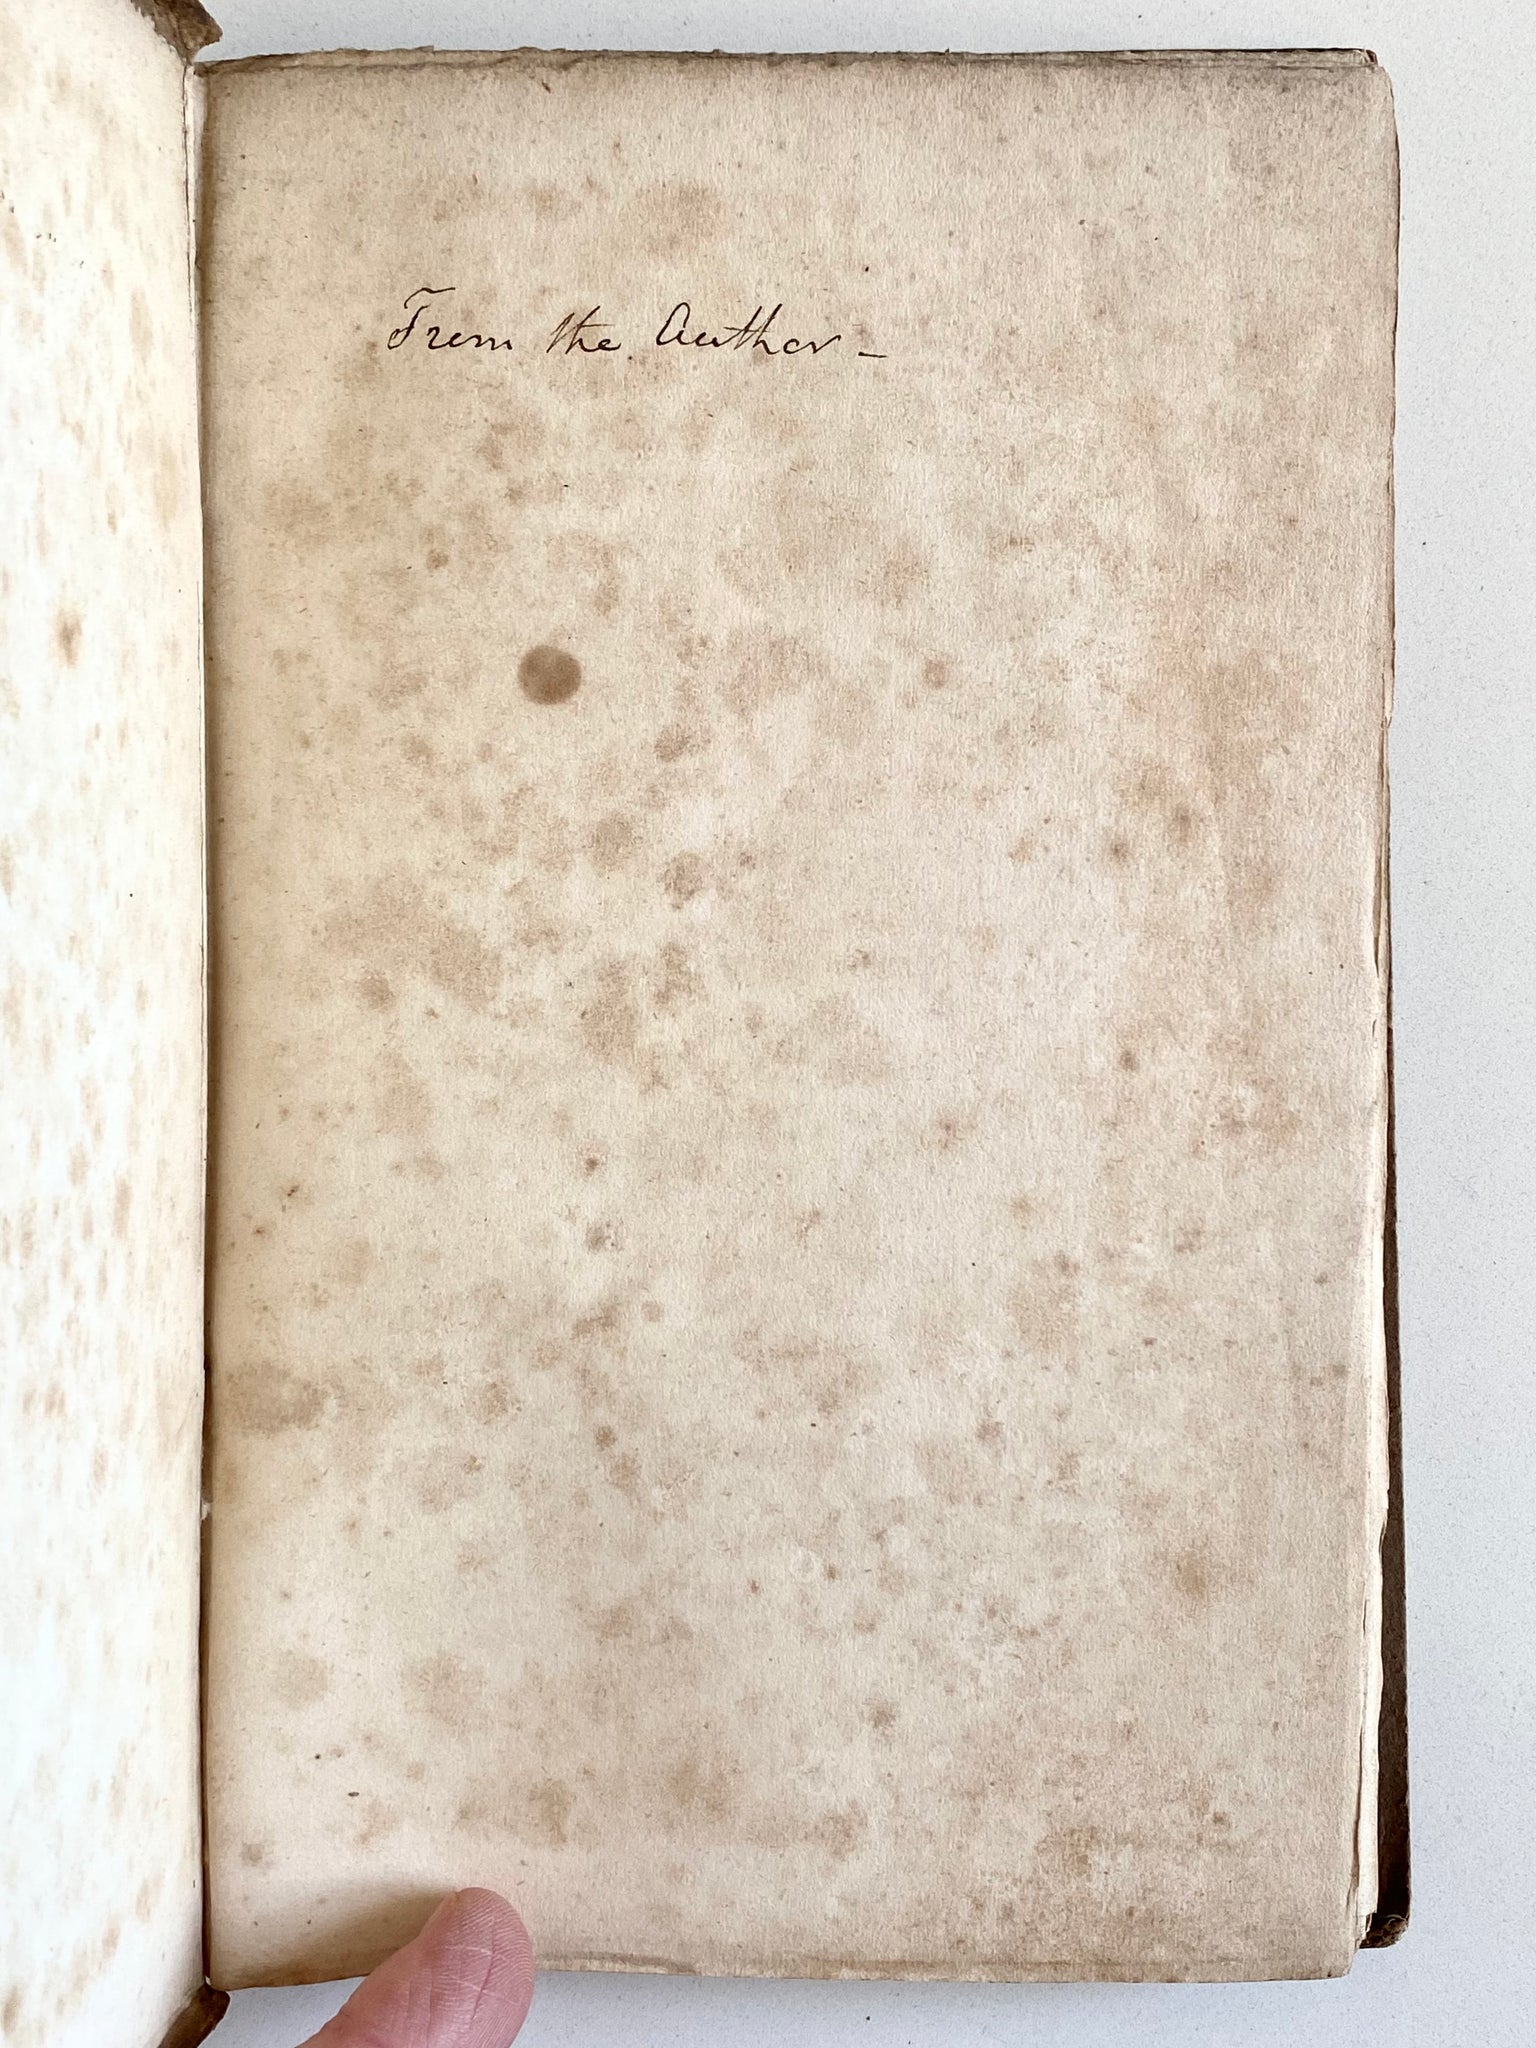 From the Author -